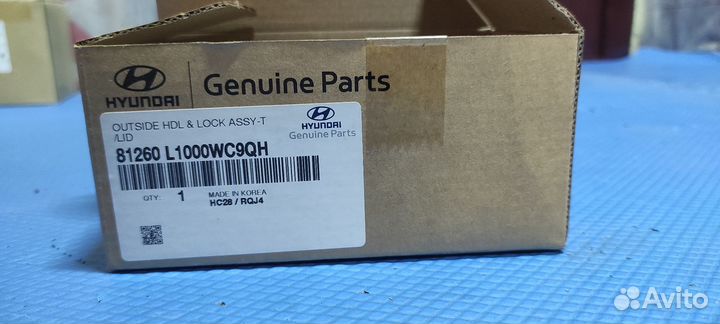 HYUNDAI
Genuine Parts
OUTSIDE HDL & LOCK ASSY-T
/LID
HYUNDAI
Genuine Parts
81260 L1000WC9QH
QTY: 1
MADE IN KOREA
HC28 / RQJ4
Avito